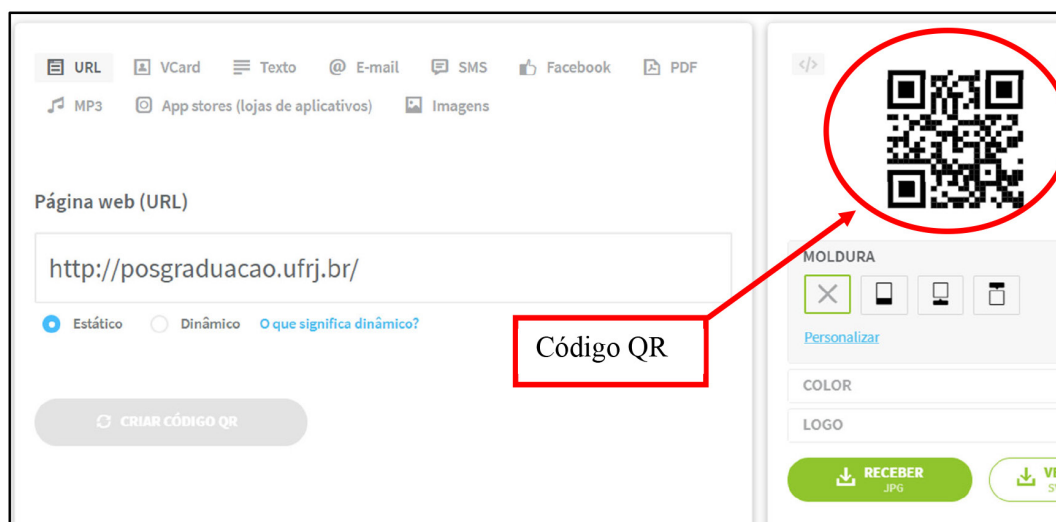 URL VCard Texto E-mail SMS Facebook PDF
MP3 App stores (lojas de aplicativos) Imagens
Página web (URL)
http://posgraduacao.ufrj.br/
Estático Dinâmico O que significa dinâmico?
CRIAR CÓDIGO QR
Código QR
</>
MOLDURA
Personalizar
COLOR
LOGO
RECEBER
JPG